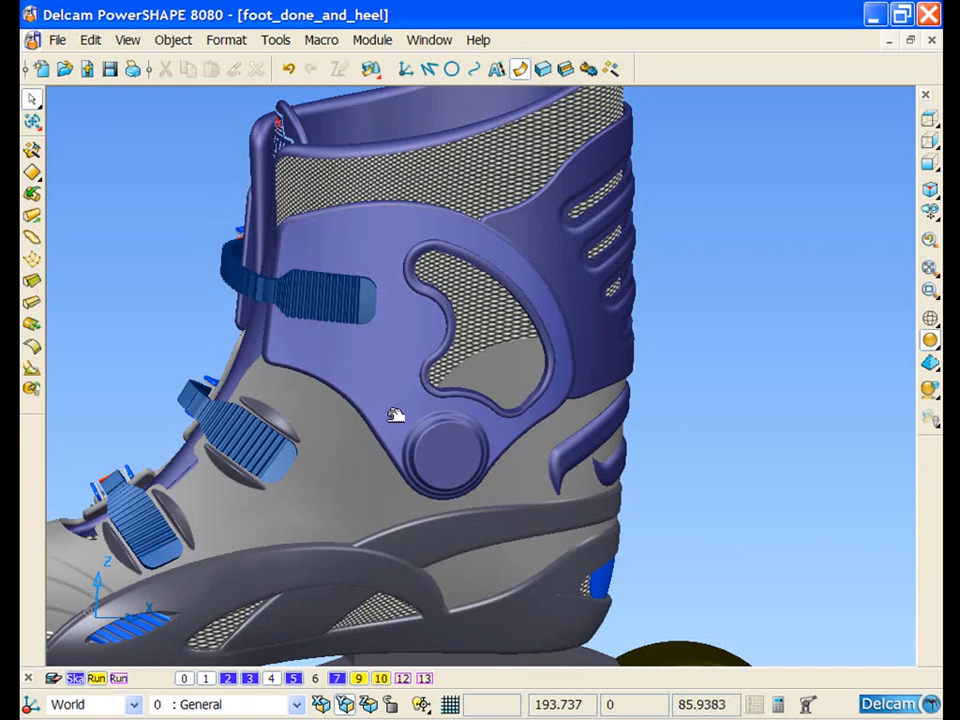 Delcam PowerSHAPE 8080 - [foot_done_and_heel]
File Edit View Object Format Tools Macro Module Window Help
Z
X
Ska Run Run 0 1 2 3 4 5 6 7 9 10 12 13
World 0 : General 193.737 0 85.9383 Delcam